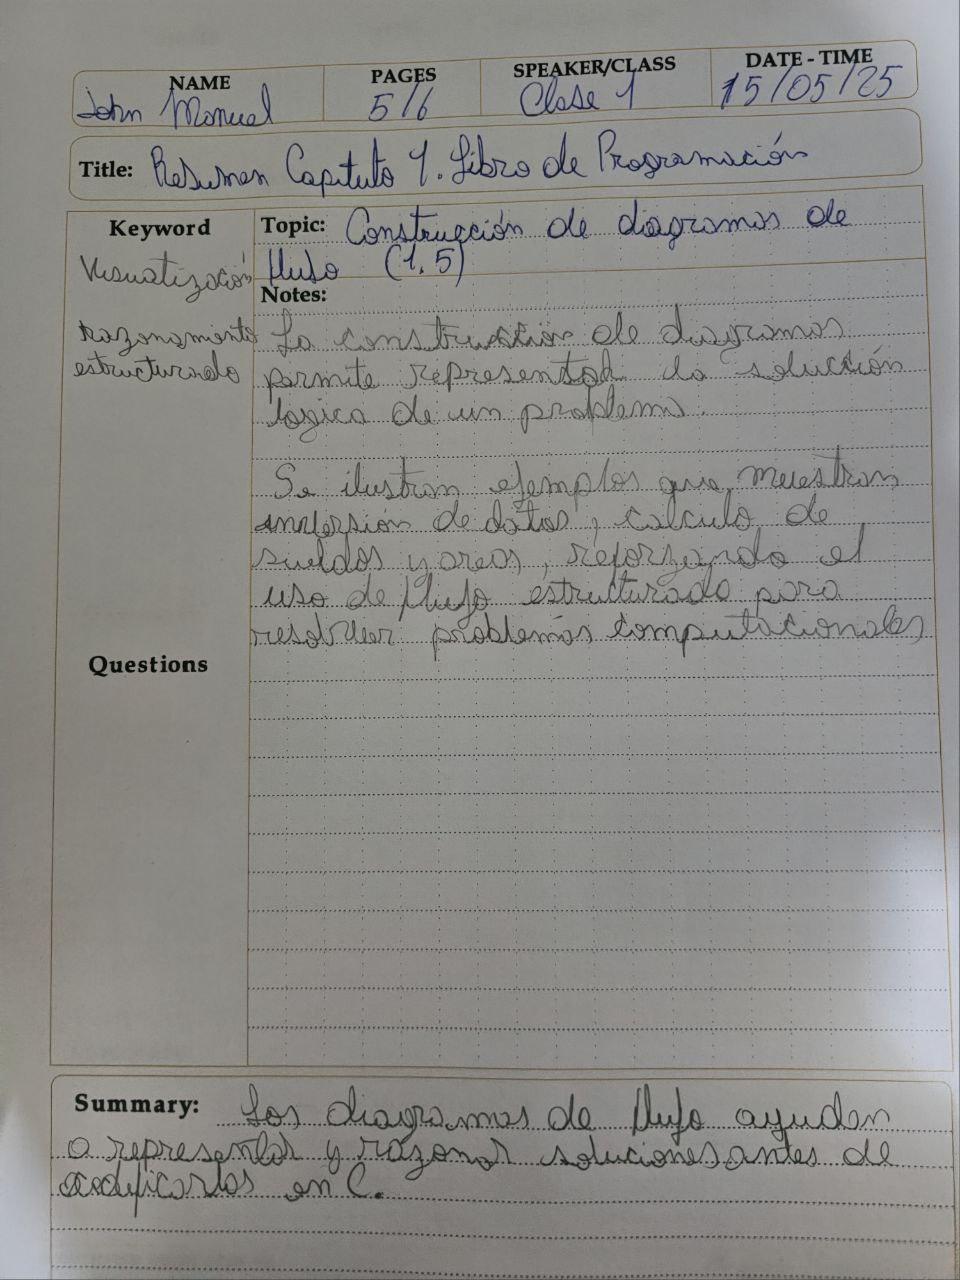 NAME PAGES SPEAKER/CLASS DATE - TIME
John Manuel 5/6 Clase 1 15/05/25
Title: Resumen Capitulo 1. Libro de Programación
Keyword
Topic: Construcción de diagramas de
flujo (1,5)
Visualización
Notes:
razonamiento
estructurado
La construcción de diagramas
permite representar la solución
logica de un problema.
Se ilustran ejemplos que muestran
inversión de datos, calculo de
sueldos y areas, reforzando el
uso de flujo estructurado para
resolver problemas computacionales
Questions
Summary: Los diagramas de flujo ayudan
a representar y razonar soluciones antes de
codificarlos en C.